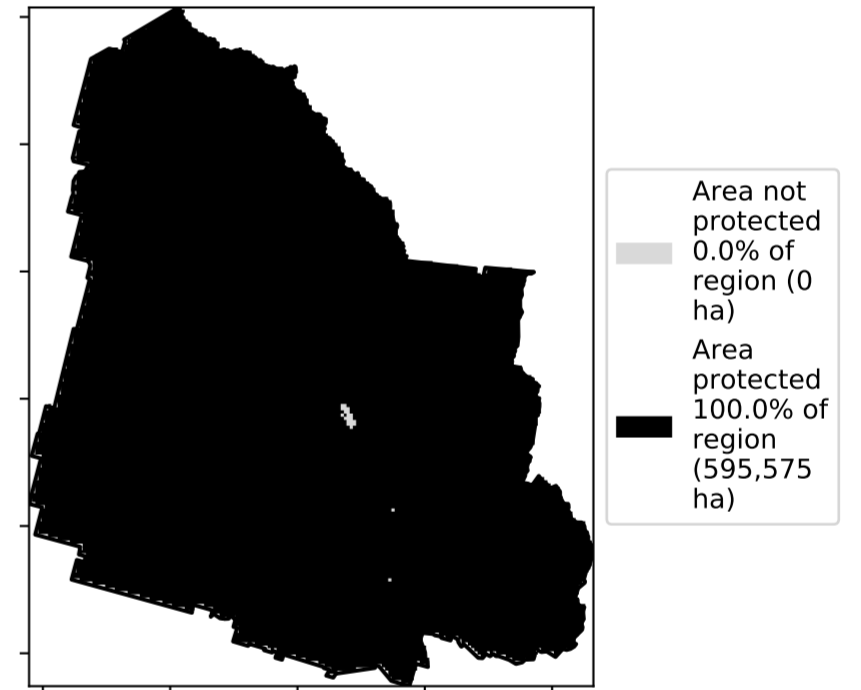 Area not
protected
0.0% of
region (0
ha)
Area
protected
100.0% of
region
(595,575
ha)